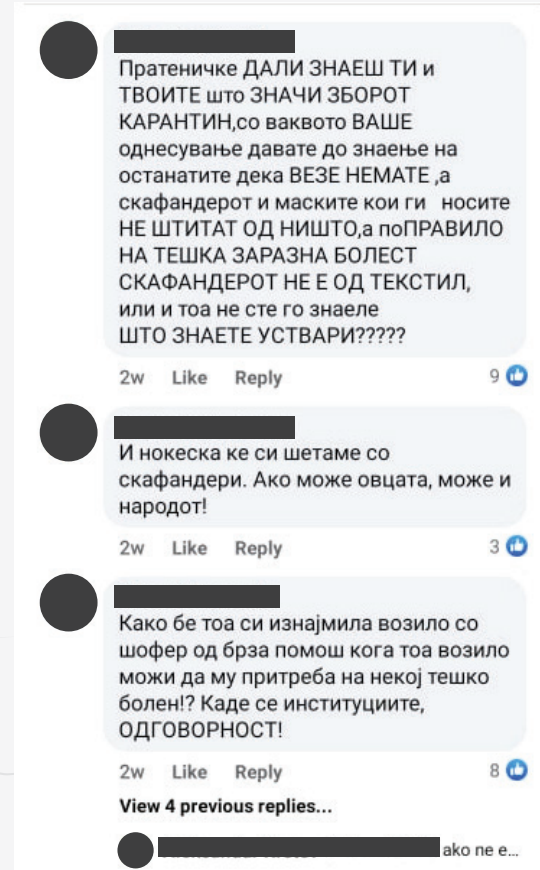 Пратеничке ДАЛИ ЗНАЕШ ТИ и
ТВОИТЕ што ЗНАЧИ ЗБОРОТ
КАРАНТИН,со ваквото ВАШЕ
однесување давате до знаење на
останатите дека ВЕЗЕ НЕМАТЕ ,а
скафандерот и маските кои ги носите
НЕ ШТИТАТ ОД НИШТО,а поПРАВИЛО
НА ТЕШКА ЗАРАЗНА БОЛЕСТ
СКАФАНДЕРОТ НЕ Е ОД ТЕКСТИЛ,
или и тоа не сте го знаеле
ШТО ЗНАЕТЕ УСТВАРИ?????
2w Like Reply 9
И нокеска ке си шетаме со
скафандери. Ако може овцата, може и
народот!
2w Like Reply 3
Како бе тоа си изнајмила возило со
шофер од брза помош кога тоа возило
можи да му притреба на некој тешко
болен!? Каде се институциите,
ОДГОВОРНОСТ!
2w Like Reply 8
View 4 previous replies...
ako ne e...